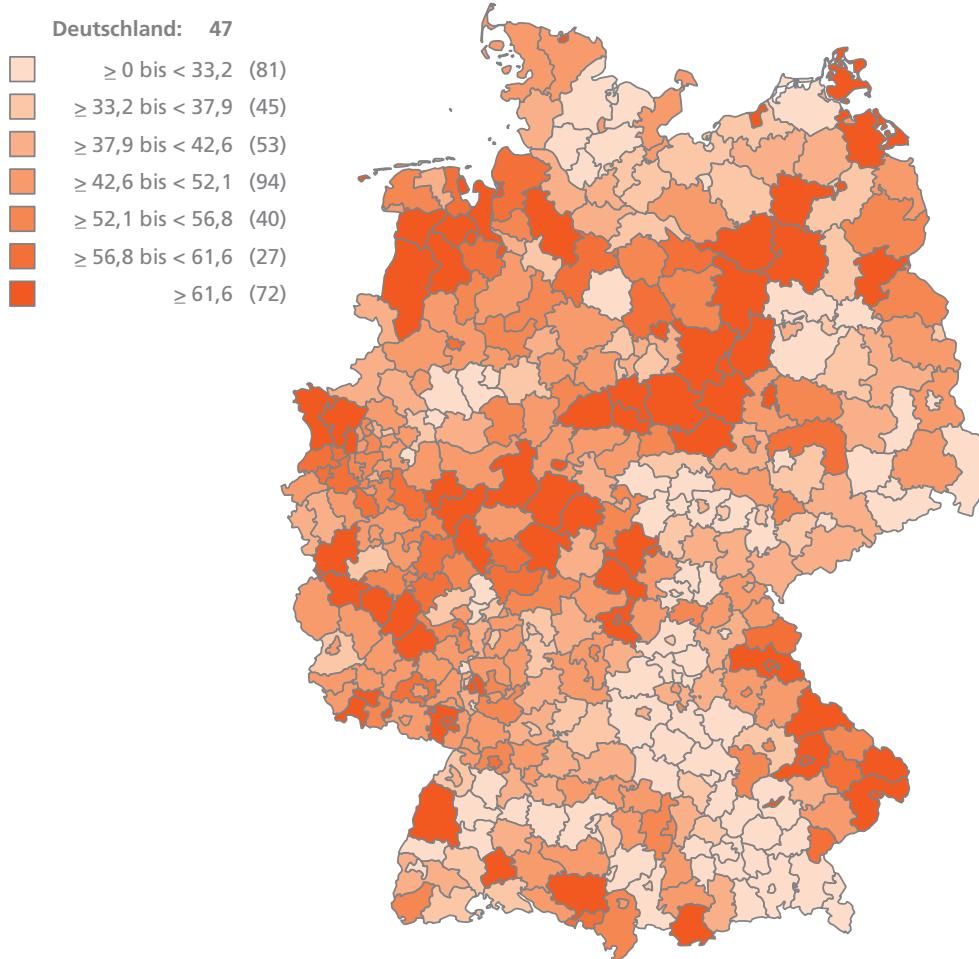 Deutschland: 47
≥ 0 bis < 33,2 (81)
≥ 33,2 bis < 37,9 (45)
≥ 37,9 bis < 42,6 (53)
≥ 42,6 bis < 52,1 (94)
≥ 52,1 bis < 56,8 (40)
≥ 56,8 bis < 61,6 (27)
≥ 61,6 (72)